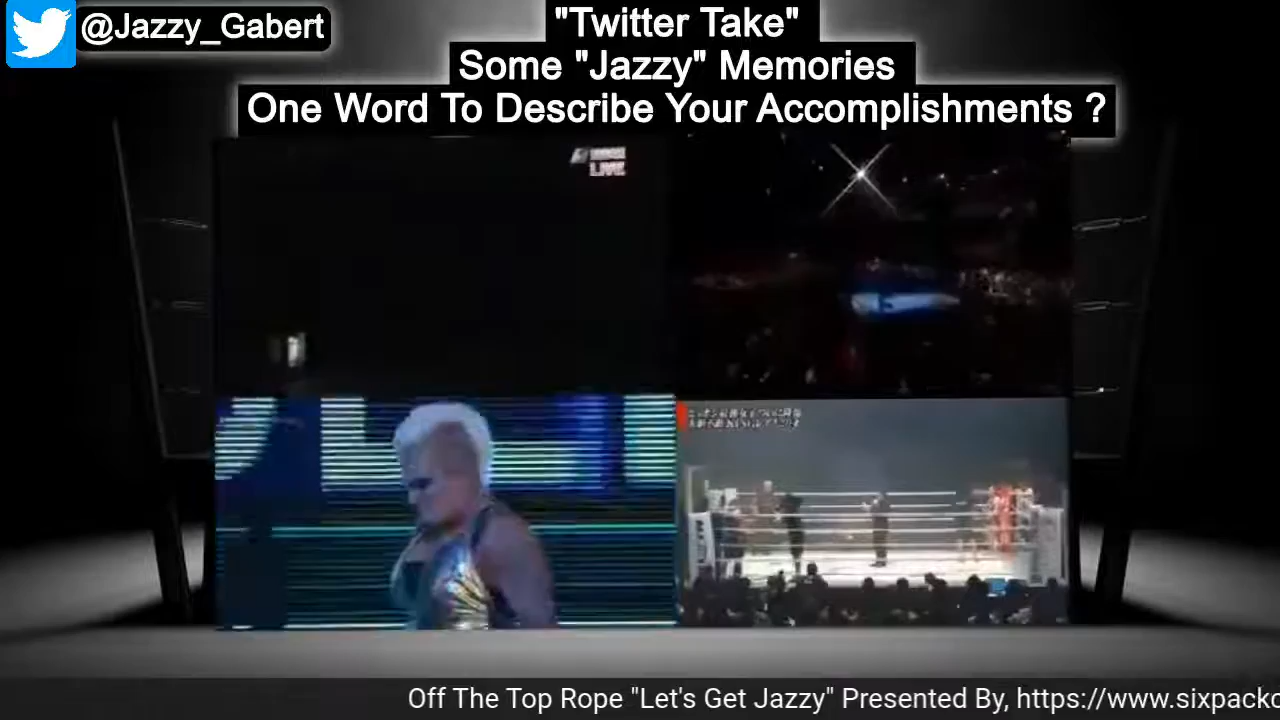 @Jazzy_Gabert
"Twitter Take"
Some "Jazzy" Memories
One Word To Describe Your Accomplishments ?
LIVE
Off The Top Rope "Let's Get Jazzy" Presented By, https://www.sixpackc